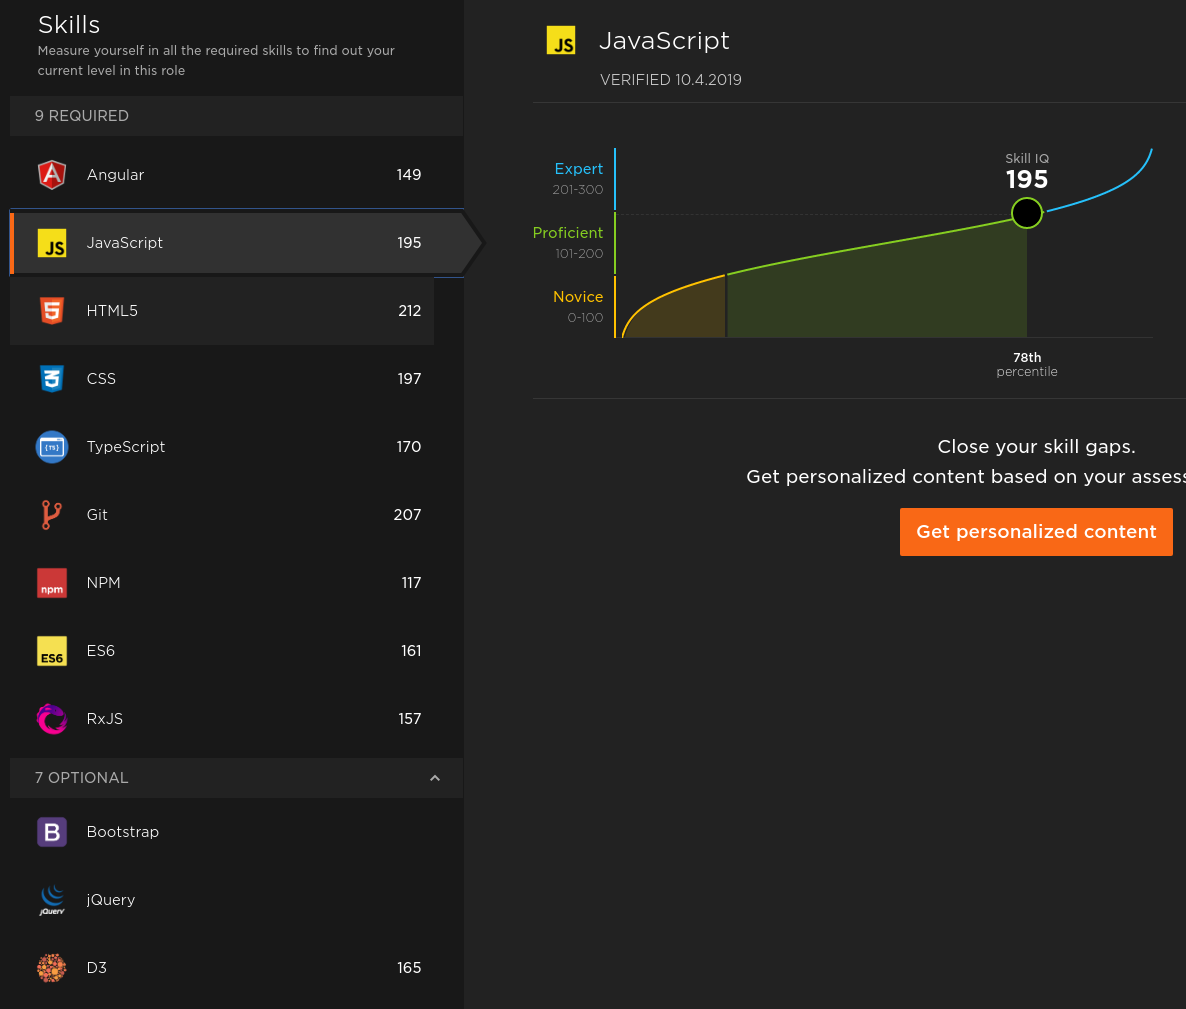 Skills
Measure yourself in all the required skills to find out your
current level in this role
9 REQUIRED
Angular 149
JS JavaScript 195
HTML5 212
CSS 197
{TS} TypeScript 170
Git 207
npm NPM 117
ES6 ES6 161
RxJS 157
7 OPTIONAL
B Bootstrap
jQuery jQuery
D3 165
JS JavaScript
VERIFIED 10.4.2019
Expert
201-300
Proficient
101-200
Novice
0-100
Skill IQ
195
78th
percentile
Close your skill gaps.
Get personalized content based on your assess
Get personalized content